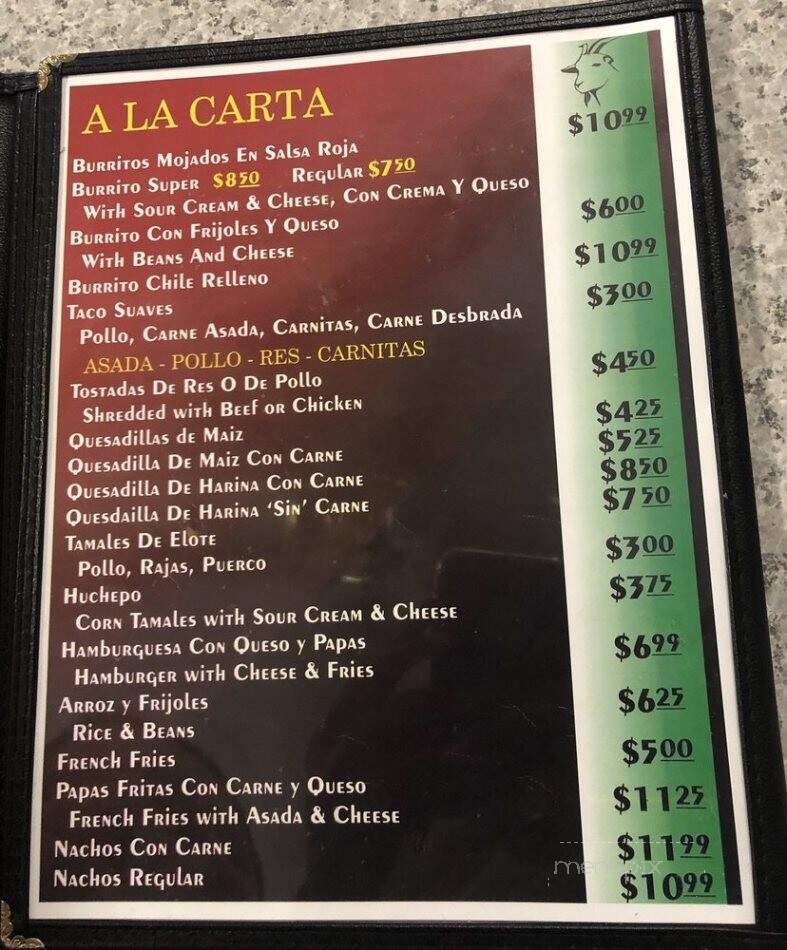 A LA CARTA
Burritos Mojados En Salsa Roja $10.99
Burrito Super $8.50 Regular $7.50
With Sour Cream & Cheese, Con Crema Y Queso
Burrito Con Frijoles Y Queso $6.00
With Beans And Cheese
Burrito Chile Relleno $10.99
Taco Suaves $3.00
Pollo, Carne Asada, Carnitas, Carne Desbrada
ASADA - POLLO - RES - CARNITAS
Tostadas De Res O De Pollo $4.50
Shredded with Beef or Chicken
Quesadillas de Maiz $4.25
Quesadilla De Maiz Con Carne $5.25
Quesadilla De Harina Con Carne $8.50
Quesdailla De Harina 'Sin' Carne $7.50
Tamales De Elote $3.00
Pollo, Rajas, Puerco
Huchepo $3.75
Corn Tamales with Sour Cream & Cheese
Hamburguesa Con Queso y Papas $6.99
Hamburger with Cheese & Fries
Arroz y Frijoles $6.25
Rice & Beans
French Fries $5.00
Papas Fritas Con Carne y Queso $11.25
French Fries with Asada & Cheese
Nachos Con Carne $11.99
Nachos Regular $10.99